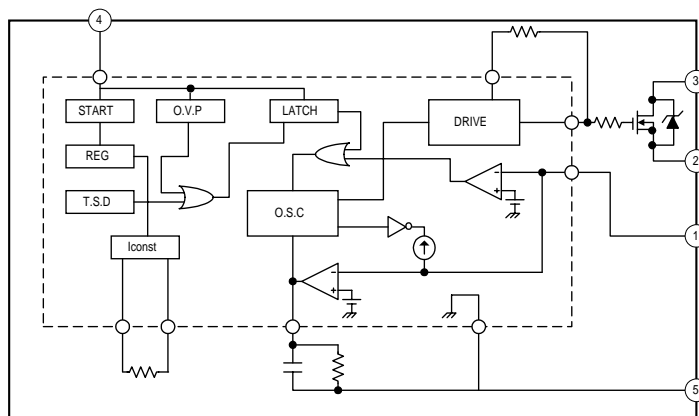 4
3
START
O.V.P
LATCH
DRIVE
REG
2
T.S.D
O.S.C
1
Iconst
5